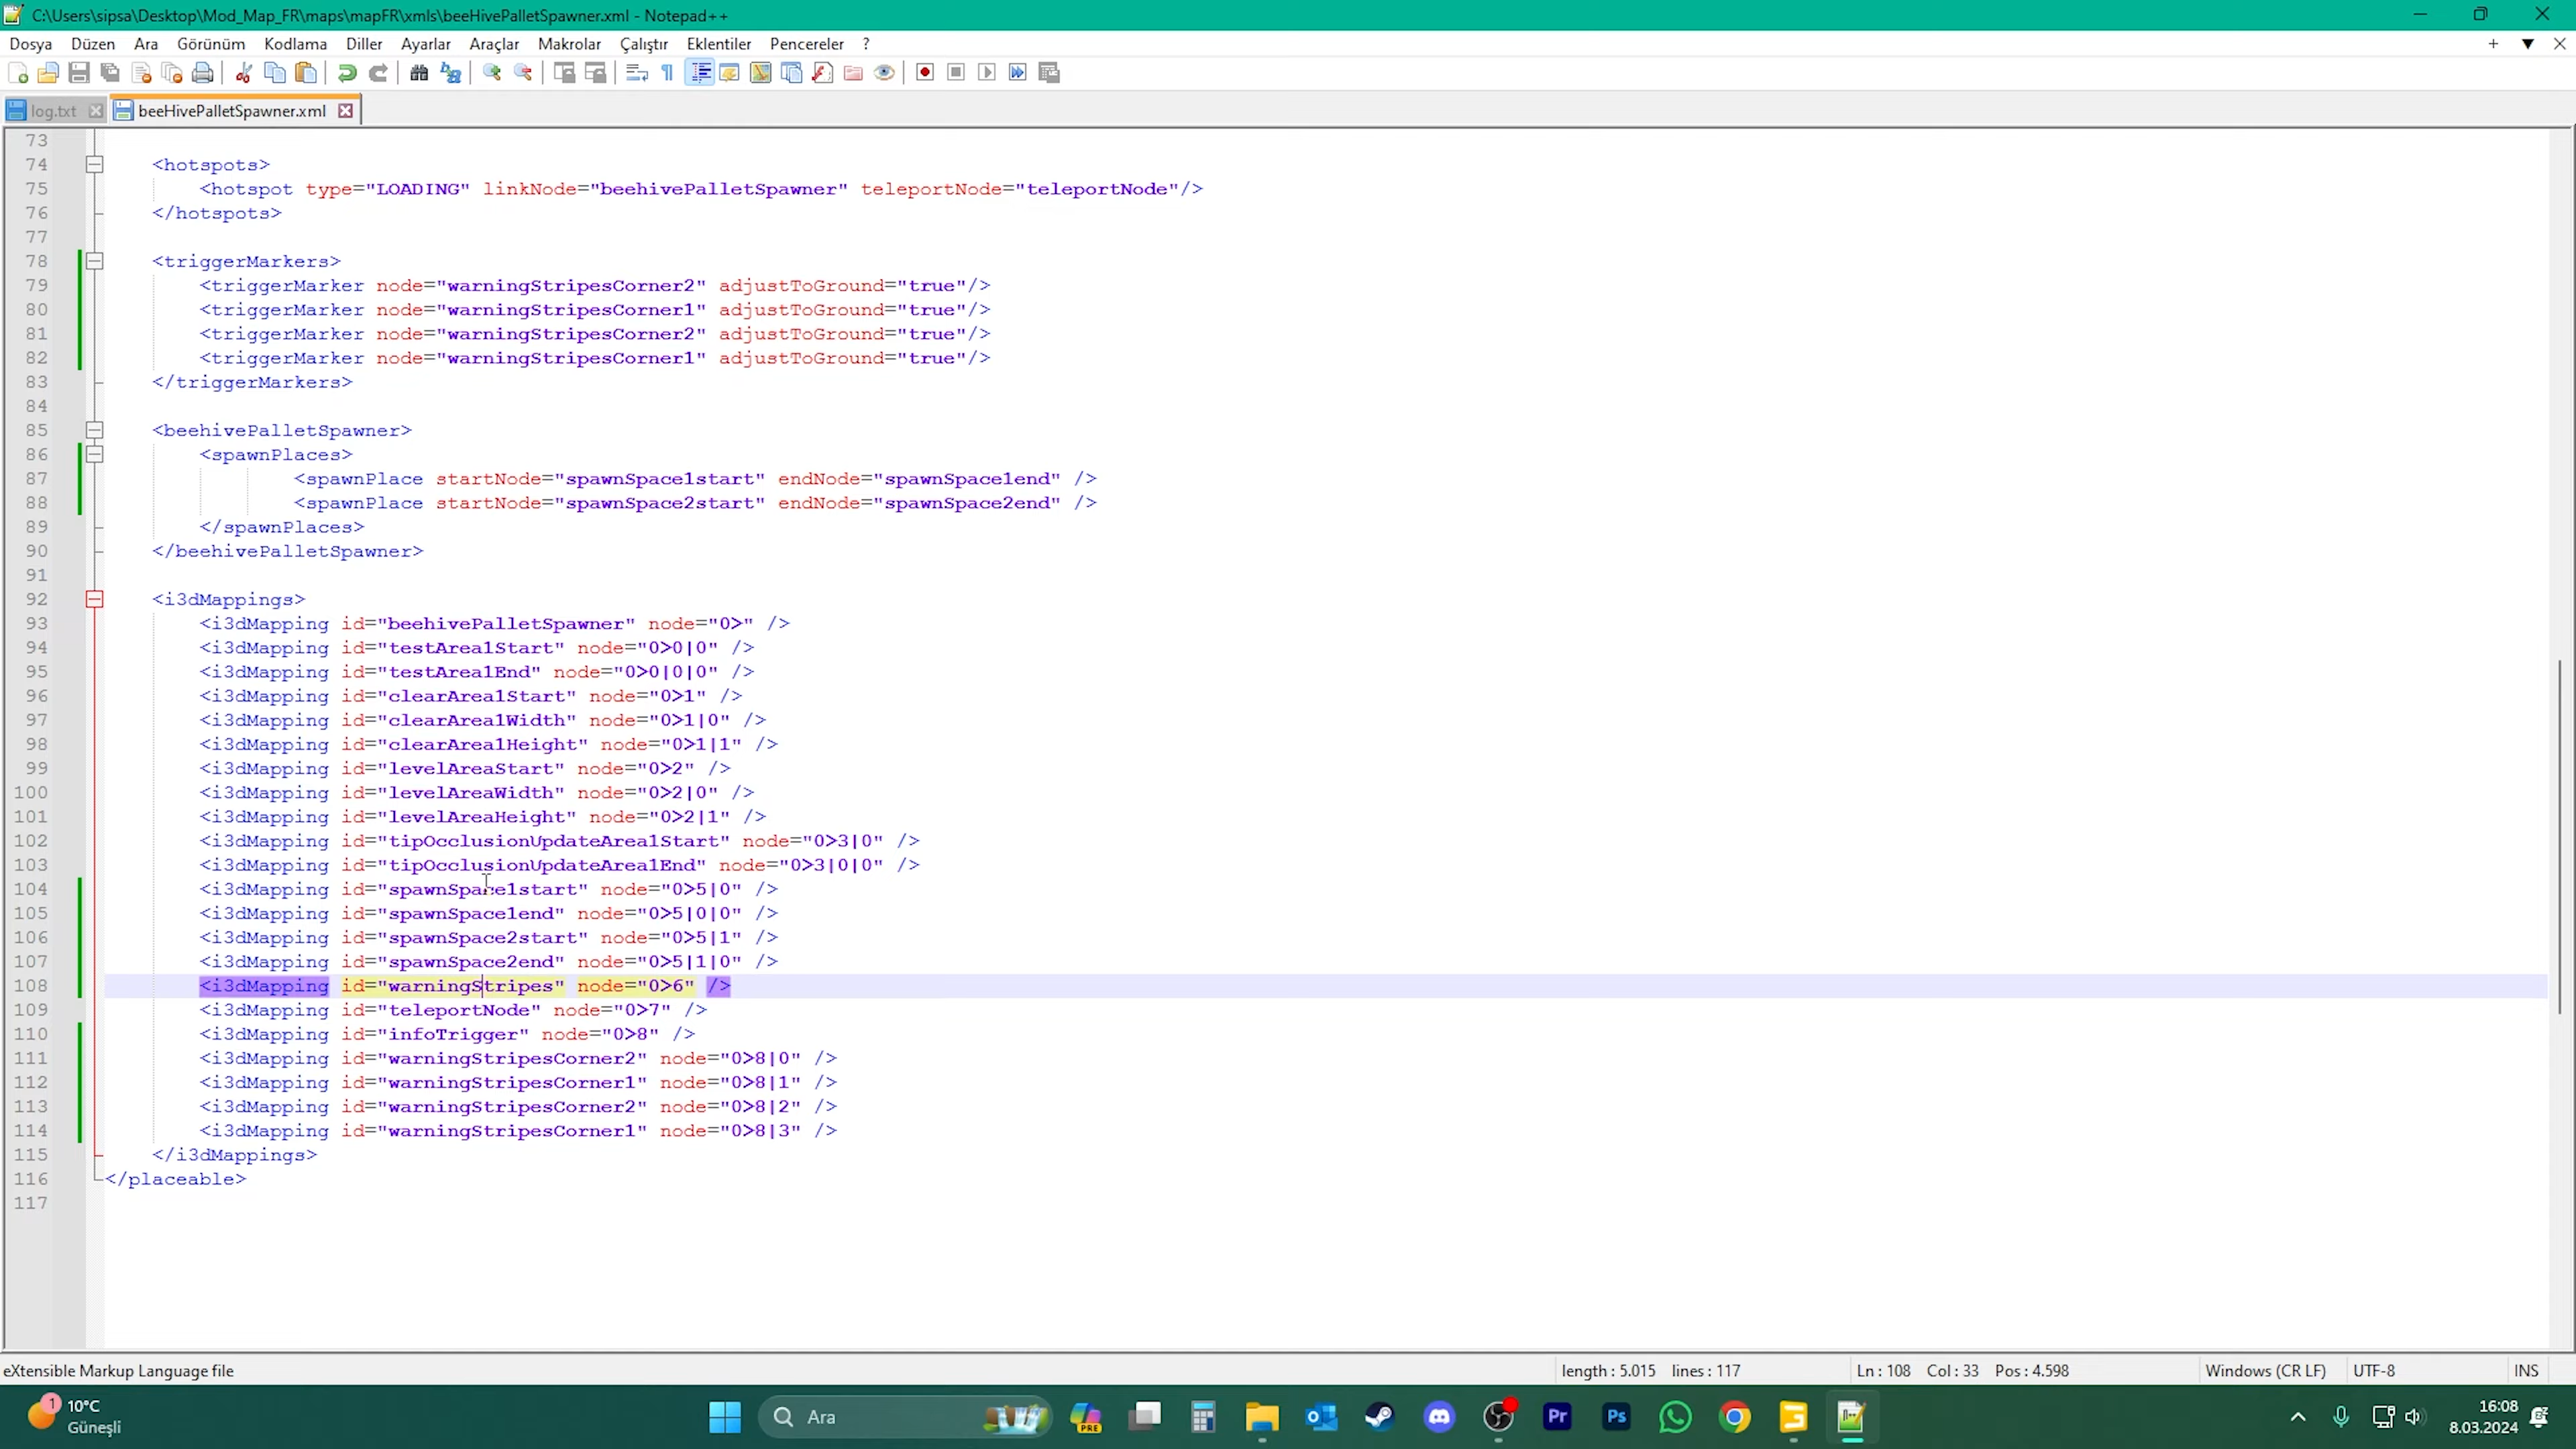 C:\Users\sipsa\Desktop\Mod_Map_FR\maps\mapFR\xmls\beeHivePalletSpawner.xml - Notepad++
Dosya Düzen Ara Görünüm Kodlama Diller Ayarlar Araçlar Makrolar Çalıştır Eklentiler Pencereler ?
log.txt beeHivePalletSpawner.xml
73
74 <hotspots>
75 <hotspot type="LOADING" linkNode="beehivePalletSpawner" teleportNode="teleportNode"/>
76 </hotspots>
77
78 <triggerMarkers>
79 <triggerMarker node="warningStripesCorner2" adjustToGround="true"/>
80 <triggerMarker node="warningStripesCorner1" adjustToGround="true"/>
81 <triggerMarker node="warningStripesCorner2" adjustToGround="true"/>
82 <triggerMarker node="warningStripesCorner1" adjustToGround="true"/>
83 </triggerMarkers>
84
85 <beehivePalletSpawner>
86 <spawnPlaces>
87 <spawnPlace startNode="spawnSpace1start" endNode="spawnSpace1end" />
88 <spawnPlace startNode="spawnSpace2start" endNode="spawnSpace2end" />
89 </spawnPlaces>
90 </beehivePalletSpawner>
91
92 <i3dMappings>
93 <i3dMapping id="beehivePalletSpawner" node="0>" />
94 <i3dMapping id="testArea1Start" node="0>0|0" />
95 <i3dMapping id="testArea1End" node="0>0|0|0" />
96 <i3dMapping id="clearArea1Start" node="0>1" />
97 <i3dMapping id="clearArea1Width" node="0>1|0" />
98 <i3dMapping id="clearArea1Height" node="0>1|1" />
99 <i3dMapping id="levelAreaStart" node="0>2" />
100 <i3dMapping id="levelAreaWidth" node="0>2|0" />
101 <i3dMapping id="levelAreaHeight" node="0>2|1" />
102 <i3dMapping id="tipOcclusionUpdateArea1Start" node="0>3|0" />
103 <i3dMapping id="tipOcclusionUpdateArea1End" node="0>3|0|0" />
104 <i3dMapping id="spawnSpace1start" node="0>5|0" />
105 <i3dMapping id="spawnSpace1end" node="0>5|0|0" />
106 <i3dMapping id="spawnSpace2start" node="0>5|1" />
107 <i3dMapping id="spawnSpace2end" node="0>5|1|0" />
108 <i3dMapping id="warningStripes" node="0>6" />
109 <i3dMapping id="teleportNode" node="0>7" />
110 <i3dMapping id="infoTrigger" node="0>8" />
111 <i3dMapping id="warningStripesCorner2" node="0>8|0" />
112 <i3dMapping id="warningStripesCorner1" node="0>8|1" />
113 <i3dMapping id="warningStripesCorner2" node="0>8|2" />
114 <i3dMapping id="warningStripesCorner1" node="0>8|3" />
115 </i3dMappings>
116 </placeable>
117
eXtensible Markup Language file length : 5.015 lines : 117 Ln : 108 Col : 33 Pos : 4.598 Windows (CR LF) UTF-8 INS
1 10°C Güneşli
Ara
PRE
Pr
Ps
16:08
8.03.2024